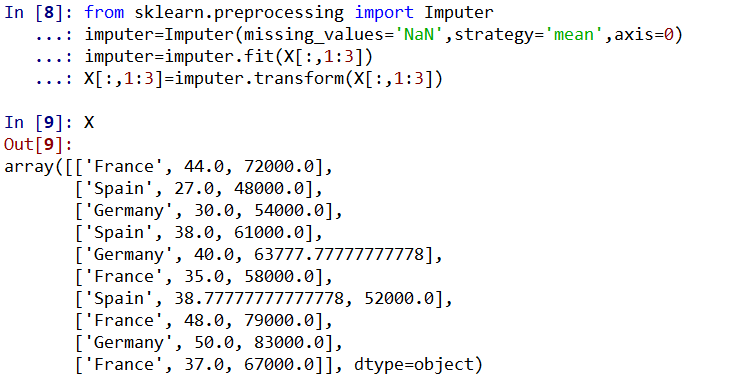 In [8]: from sklearn.preprocessing import Imputer
   ...: imputer=Imputer(missing_values='NaN',strategy='mean',axis=0)
   ...: imputer=imputer.fit(X[:,1:3])
   ...: X[:,1:3]=imputer.transform(X[:,1:3])

In [9]: X
Out[9]:
array([['France', 44.0, 72000.0],
       ['Spain', 27.0, 48000.0],
       ['Germany', 30.0, 54000.0],
       ['Spain', 38.0, 61000.0],
       ['Germany', 40.0, 63777.77777777778],
       ['France', 35.0, 58000.0],
       ['Spain', 38.77777777777778, 52000.0],
       ['France', 48.0, 79000.0],
       ['Germany', 50.0, 83000.0],
       ['France', 37.0, 67000.0]], dtype=object)